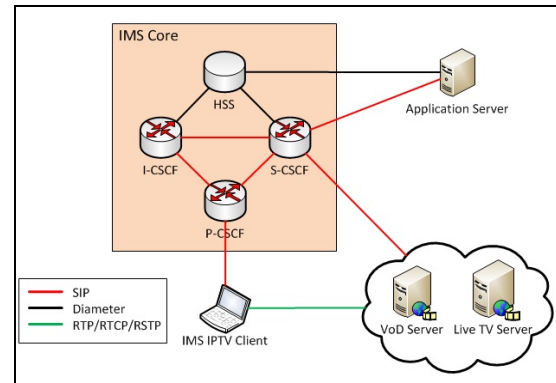 IMS Core
HSS
Application Server
I-CSCF
S-CSCF
P-CSCF
SIP
Diameter
RTP/RTCP/RSTP
IMS IPTV Client
VoD Server
Live TV Server